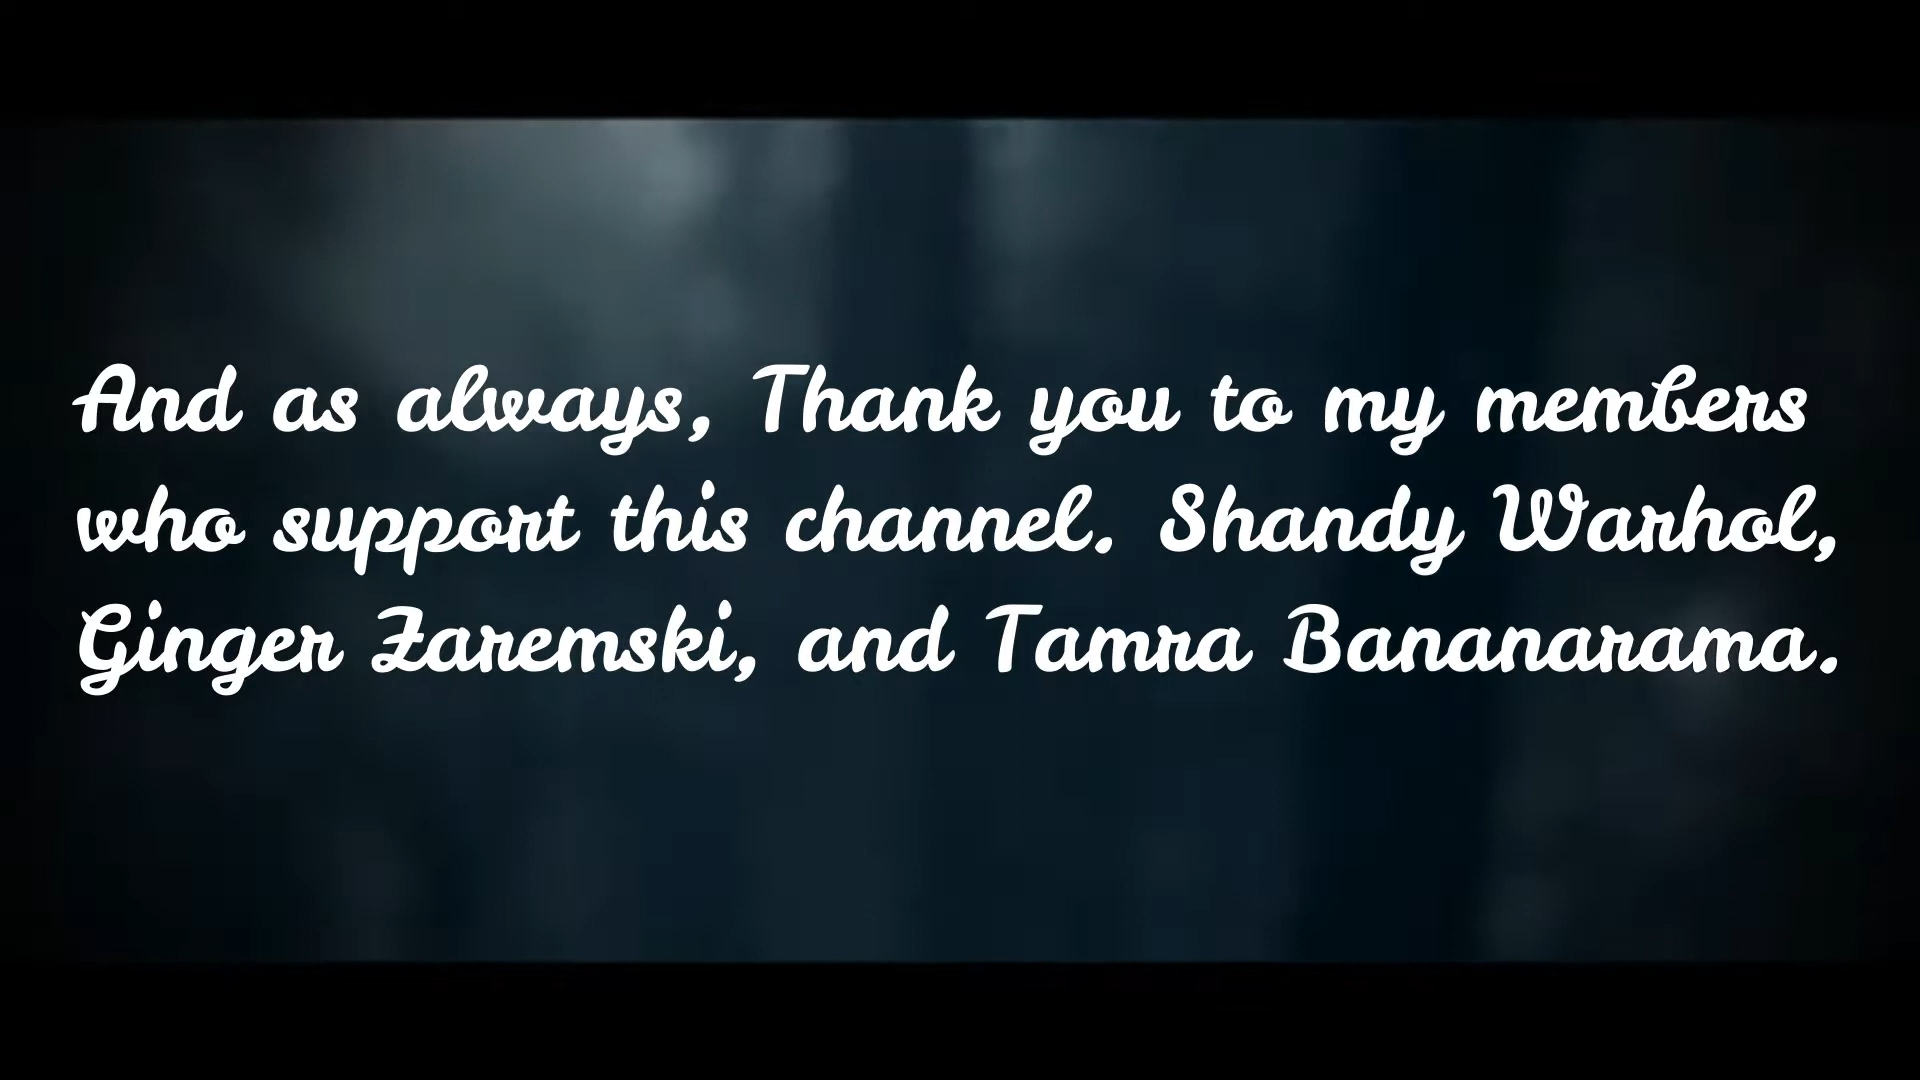 And as always, Thank you to my members
who support this channel. Shandy Warhol,
Ginger Zaremski, and Tamra Bananarama.